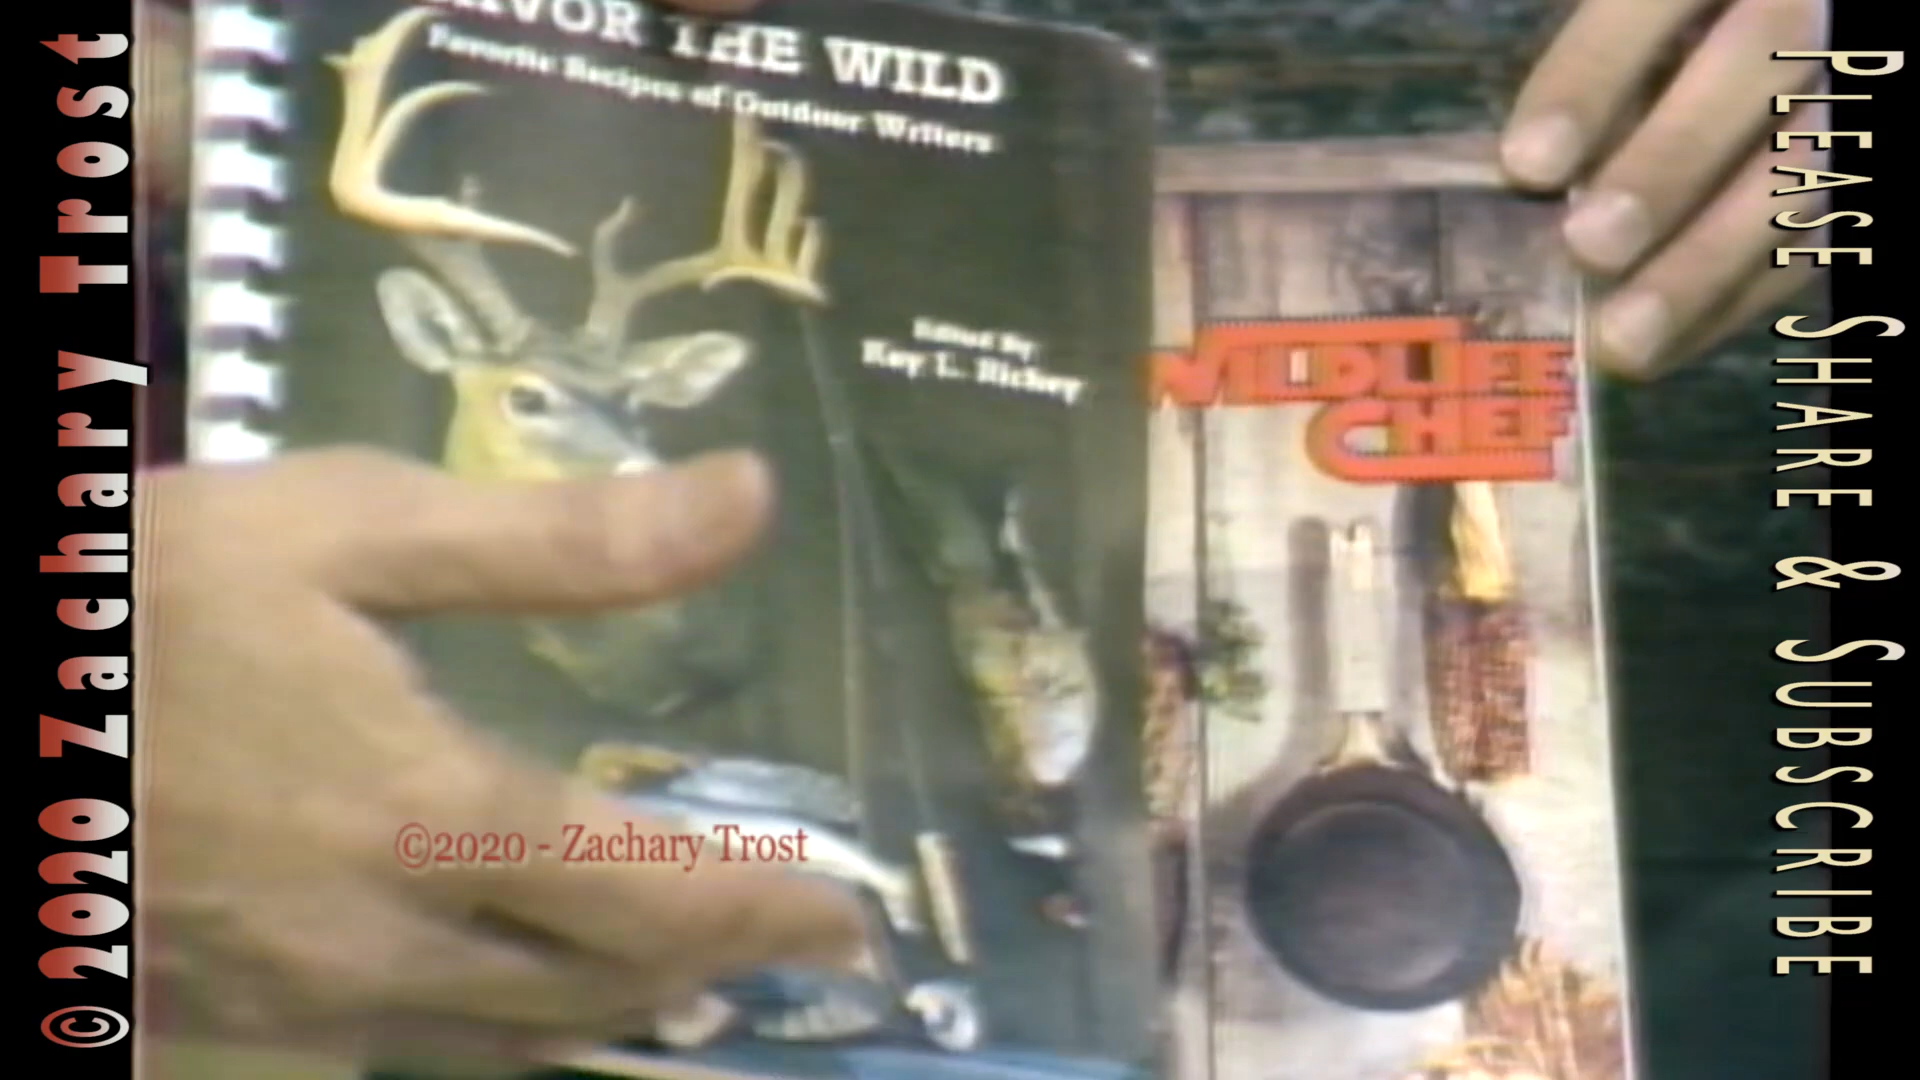 ©2020 Zachary Trost
AVOR THE WILD
Favorite Recipes of Outdoor Writers
Edited By
Kay L. Richey
WILDLIFE
CHEF
©2020 - Zachary Trost
PLEASE SHARE & SUBSCRIBE